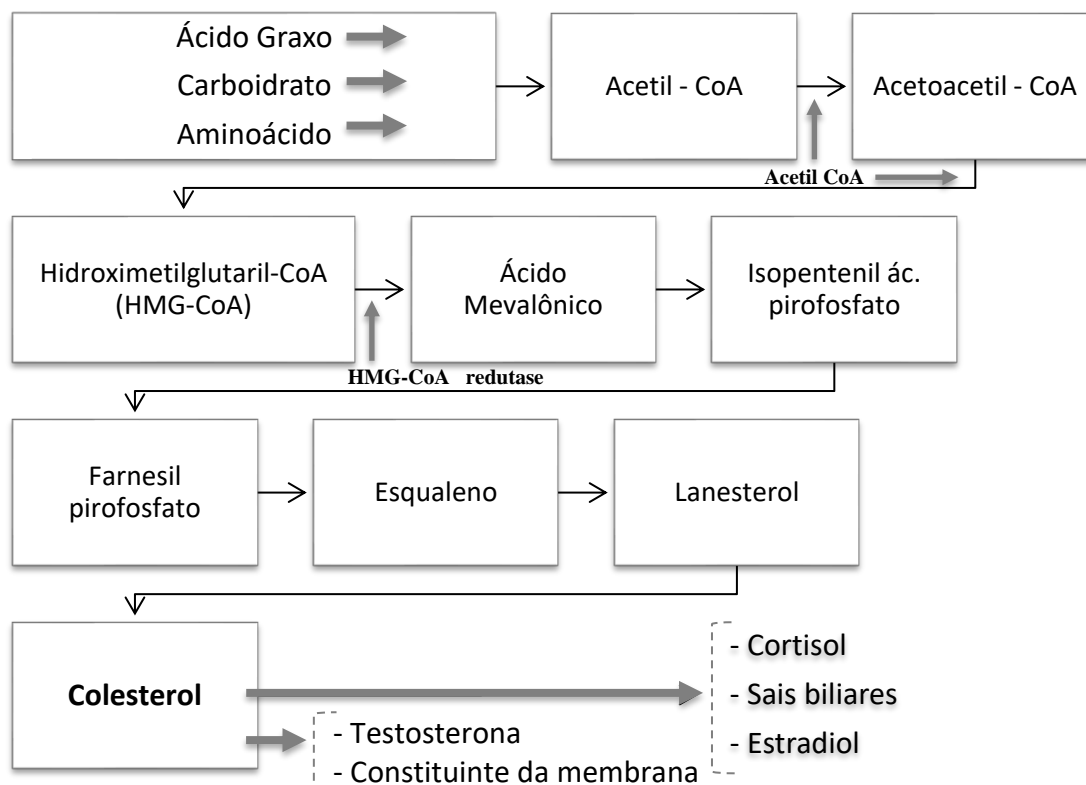 Ácido Graxo
Carboidrato
Aminoácido
Acetil - CoA
Acetoacetil - CoA
Acetil CoA
Hidroximetilglutaril-CoA
(HMG-CoA)
Ácido
Mevalônico
Isopentenil ác.
pirofosfato
HMG-CoA redutase
Farnesil
pirofosfato
Esqualeno
Lanesterol
Colesterol
- Cortisol
- Sais biliares
- Estradiol
- Testosterona
- Constituinte da membrana